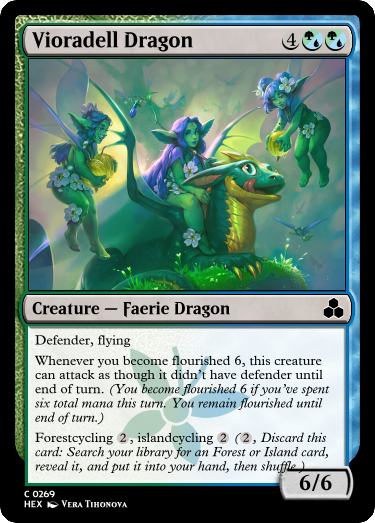 Vioradell Dragon 4
Creature — Faerie Dragon
Defender, flying
Whenever you become flourished 6, this creature
can attack as though it didn't have defender until
end of turn. (You become flourished 6 if you've spent
six total mana this turn. You remain flourished until
end of turn.)
Forestcycling 2, islandcycling 2 (2, Discard this
card: Search your library for an Forest or Island card,
reveal it, and put it into your hand, then shuffle.)
6/6
C 0269
HEX VERA TIHONOVA